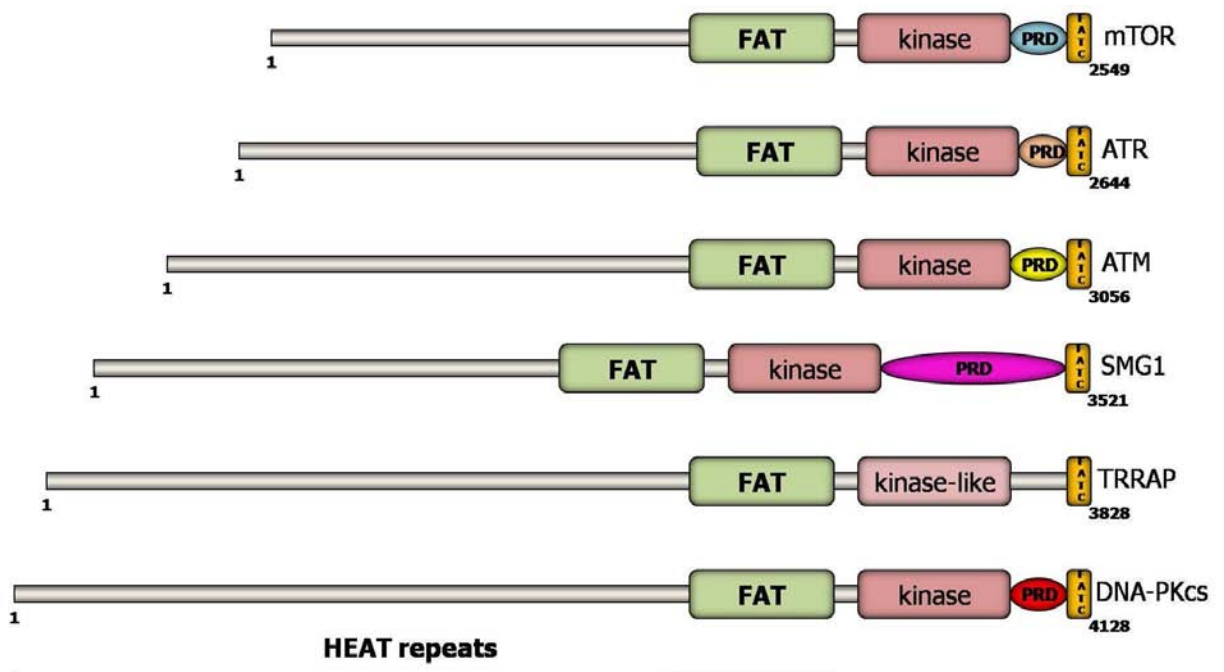 FAT kinase PRD FATC mTOR
1 2549
FAT kinase PRD FATC ATR
1 2644
FAT kinase PRD FATC ATM
1 3056
FAT kinase PRD FATC SMG1
1 3521
FAT kinase-like FATC TRRAP
1 3828
FAT kinase PRD FATC DNA-PKcs
1 4128
HEAT repeats